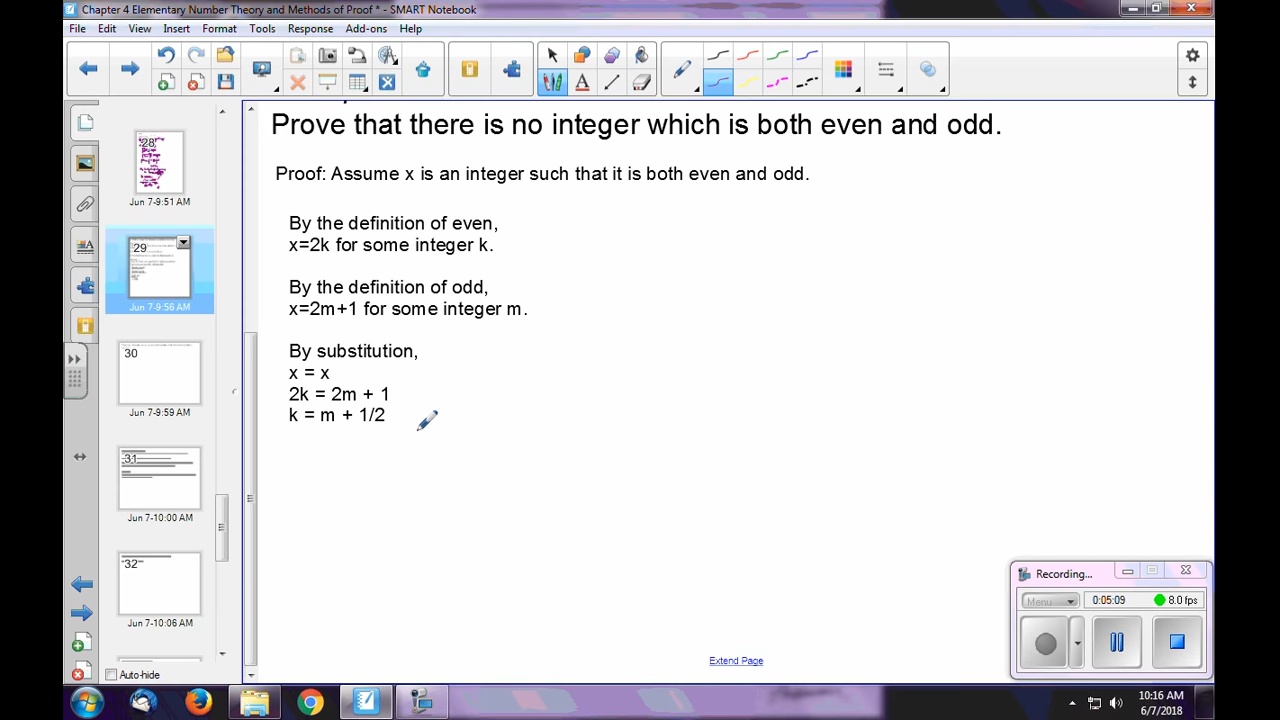 Chapter 4 Elementary Number Theory and Methods of Proof * - SMART Notebook
File Edit View Insert Format Tools Add-ons Response Help
Prove that there is no integer which is both even and odd.
Proof: Assume x is an integer such that it is both even and odd.
By the definition of even,
x=2k for some integer k.
By the definition of odd,
x=2m+1 for some integer m.
By substitution,
x = x
2k = 2m + 1
k = m + 1/2
28
Jun 7-9:51 AM
29
Jun 7-9:56 AM
30
Jun 7-9:59 AM
31
Jun 7-10:00 AM
32
Jun 7-10:06 AM
Auto-hide
Extend Page
Recording...
Menu 0:05:09 8.0 fps
10:16 AM
6/7/2018